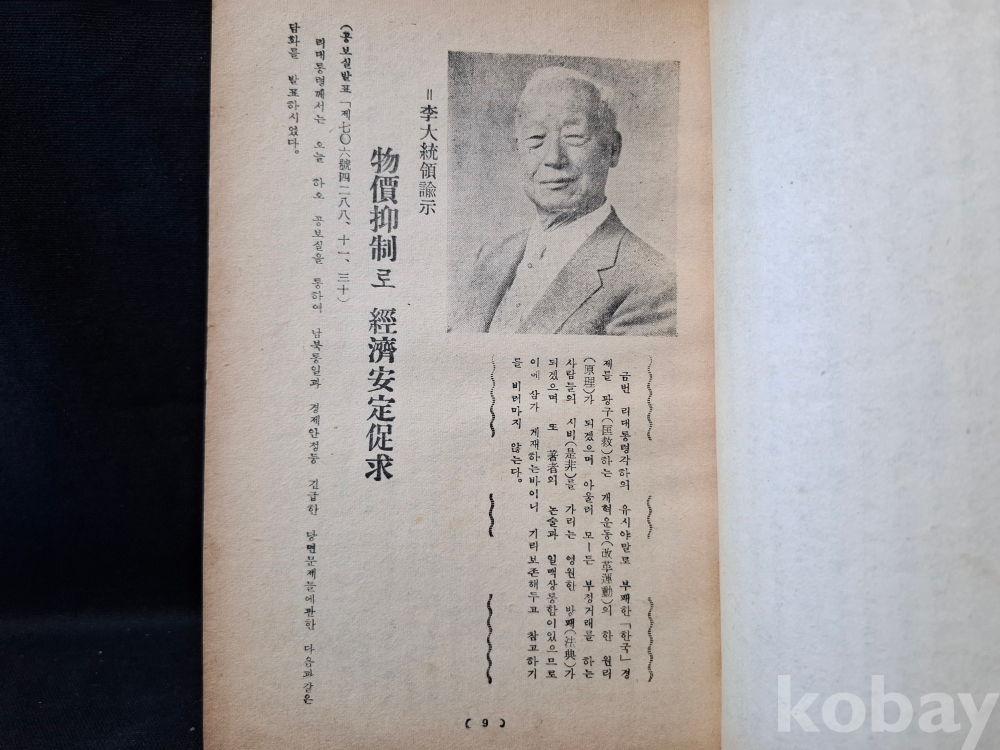 금번 리대통령각하의 유시야말로 부패한 「한국」 경
제를 광구(匡救)하는 개혁운동(改革運動)의 한 원리
(原理)가 되겠으며 아울러 모ー든 부정거래를 하는
사람들의 시비(是非)를 가리는 영원한 방패(注典)가
되겠으며 또 著者의 논술과 일맥상통함이있으므로
이에 삼가 게재하는바이니 기리보존해두고 참고하기
를 비러마지 않는다。
=李大統領諭示
物價抑制로 經濟安定促求
(공보실발표 「제七〇六號四二八八、十一、三十)
리대통령께서는 오늘 하오 공보실을 통하여 남북통일과 경제안정등 긴급한 당면문제들에관한 다음과같은
담화를 발표하시였다。
( 9 )
kobay